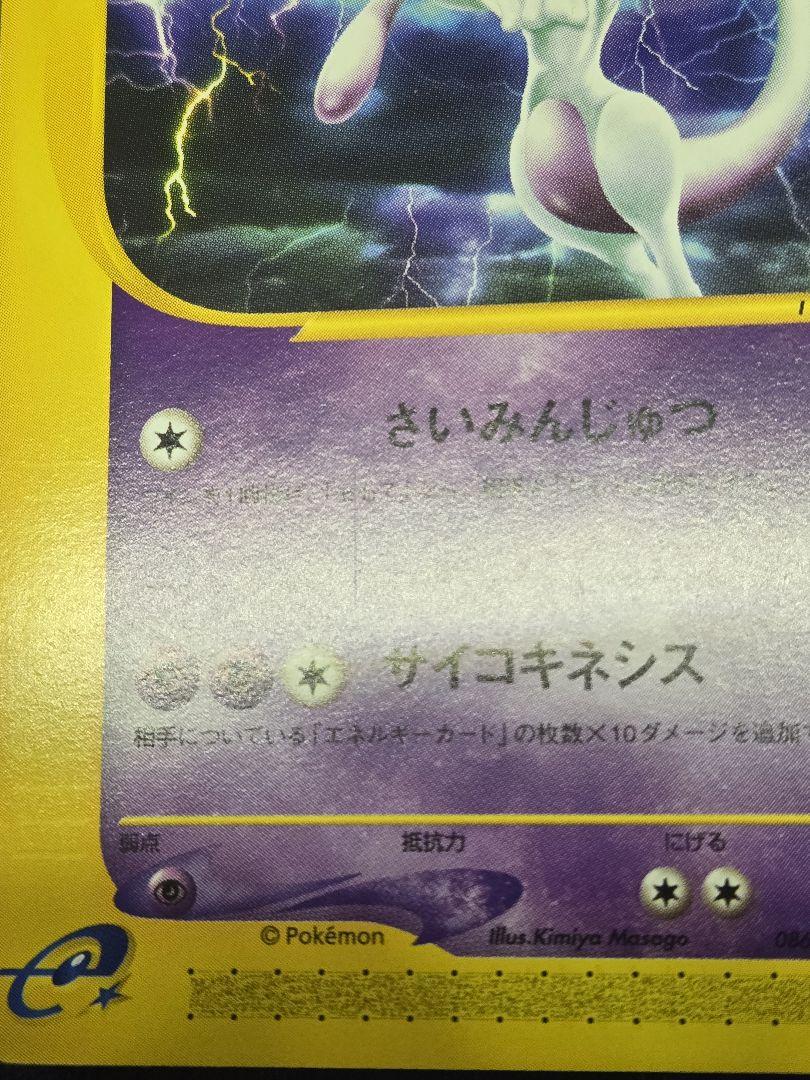 さいみんじゅつ
サイコキネシス
相手についている「エネルギーカード」の枚数×10ダメージを追加
弱点
抵抗力
にげる
© Pokémon
Illus.Kimiya Masago
084